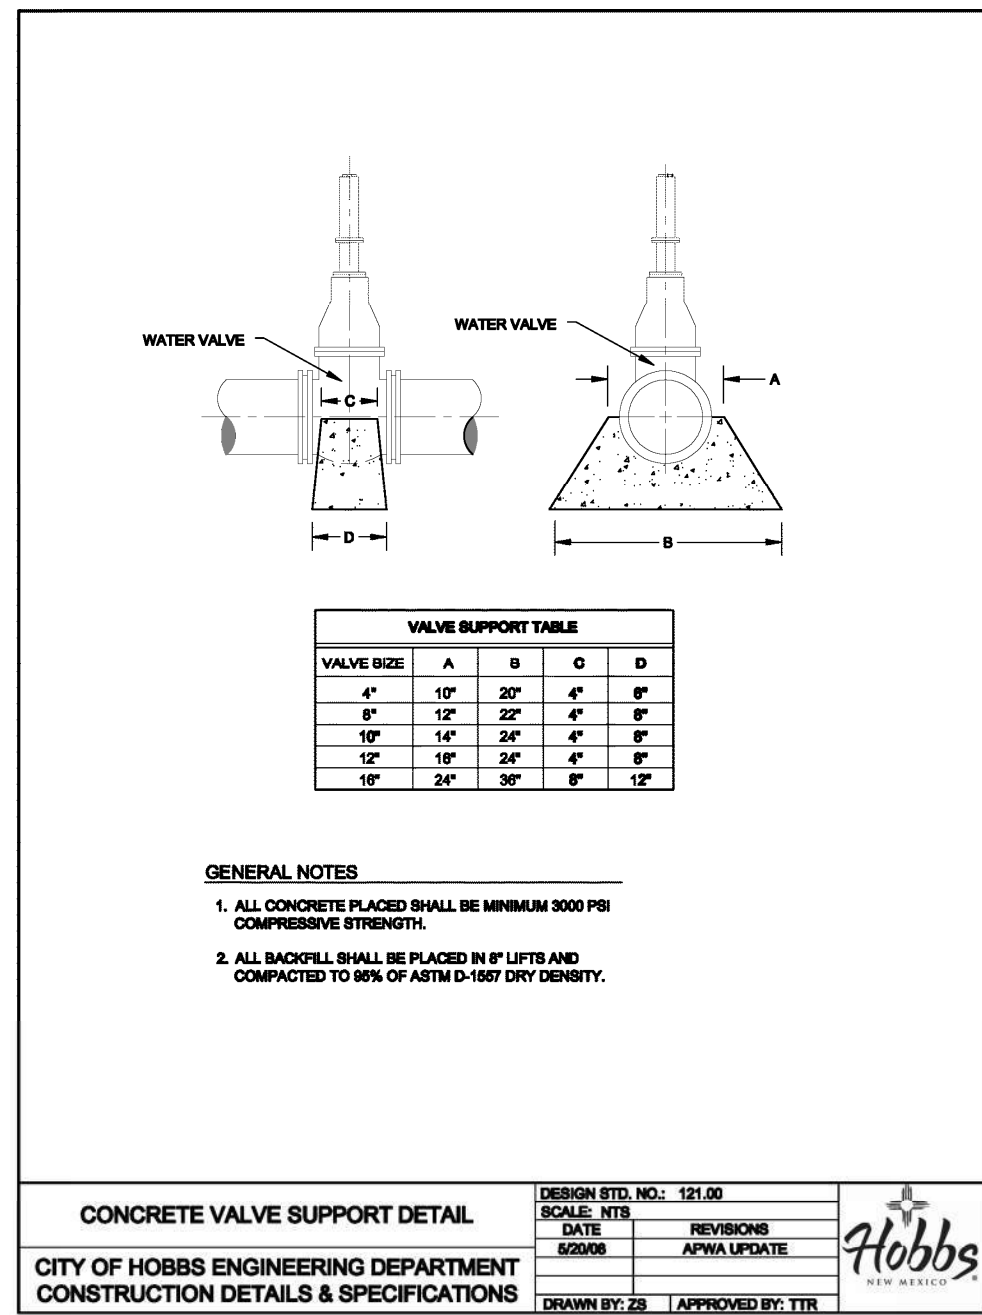 WATER VALVE
WATER VALVE
A
C
D
B
VALVE SUPPORT TABLE
VALVE SIZE A B C D
4" 10" 20" 4"
12" 22" 4" 8"
10" 14" 24" 4" 8"
12" 16" 24" 4" 8"
16" 24" 36" 8" 12"
GENERAL NOTES
1. ALL CONCRETE PLACED SHALL BE MINIMUM 3000 PSI
COMPRESSIVE STRENGTH.
2. ALL BACKFILL SHALL BE PLACED IN 8" LIFTS AND
COMPACTED TO 95% OF ASTM D-1557 DRY DENSITY.
CONCRETE VALVE SUPPORT DETAIL
CITY OF HOBBS ENGINEERING DEPARTMENT
CONSTRUCTION DETAILS & SPECIFICATIONS
DESIGN STD. NO.: 121.00
SCALE: NTS
DATE REVISIONS
APWA UPDATE
DRAWN BY: ZS APPROVED BY: TTR
Hobbs
NEW MEXICO